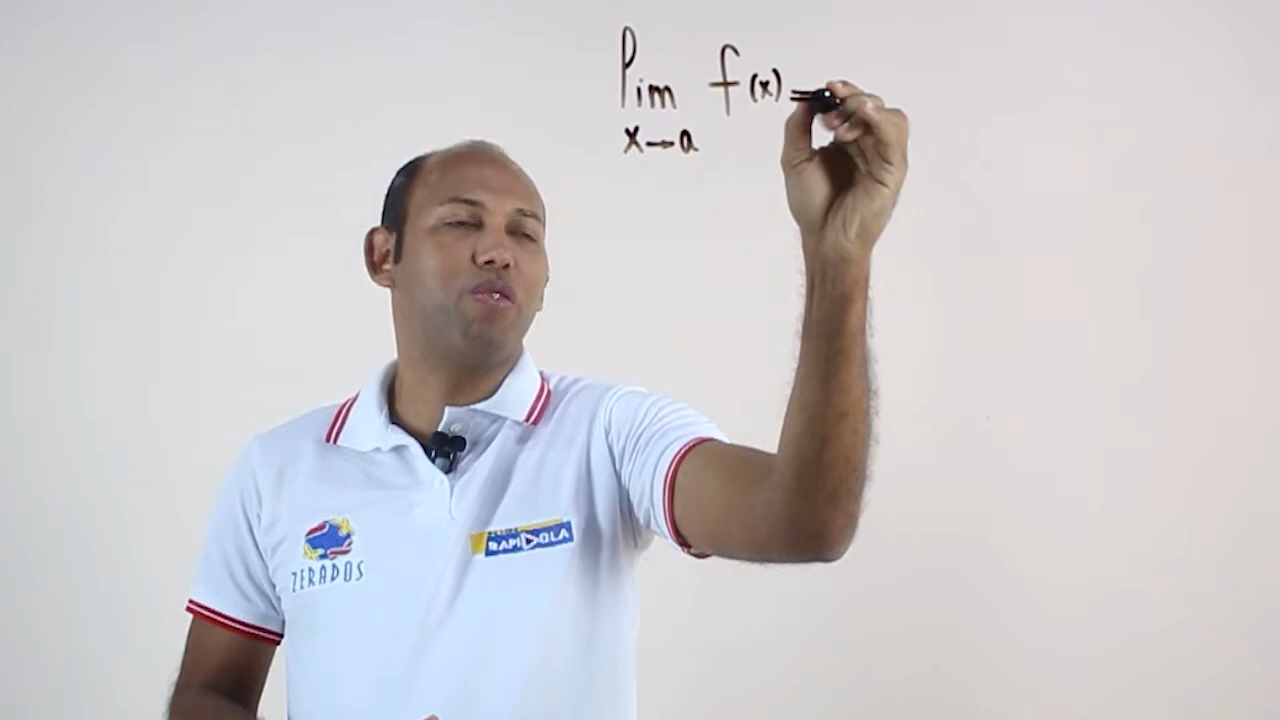 lim f(x) =
x→a
ZERADOS
RAPIDOLA